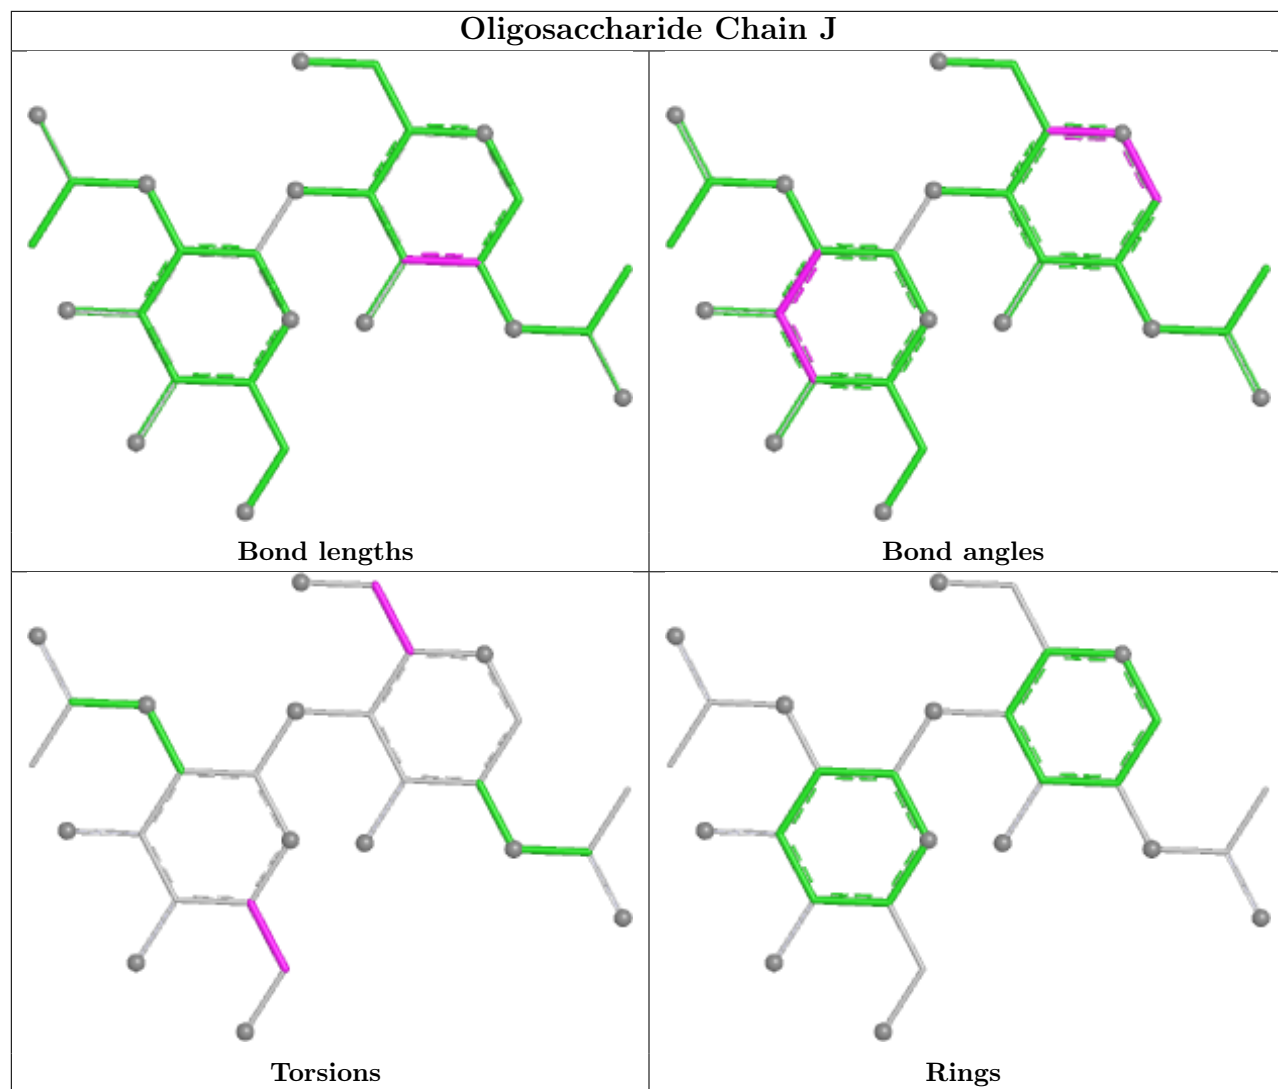 Oligosaccharide Chain J
Bond lengths
Bond angles
Torsions
Rings